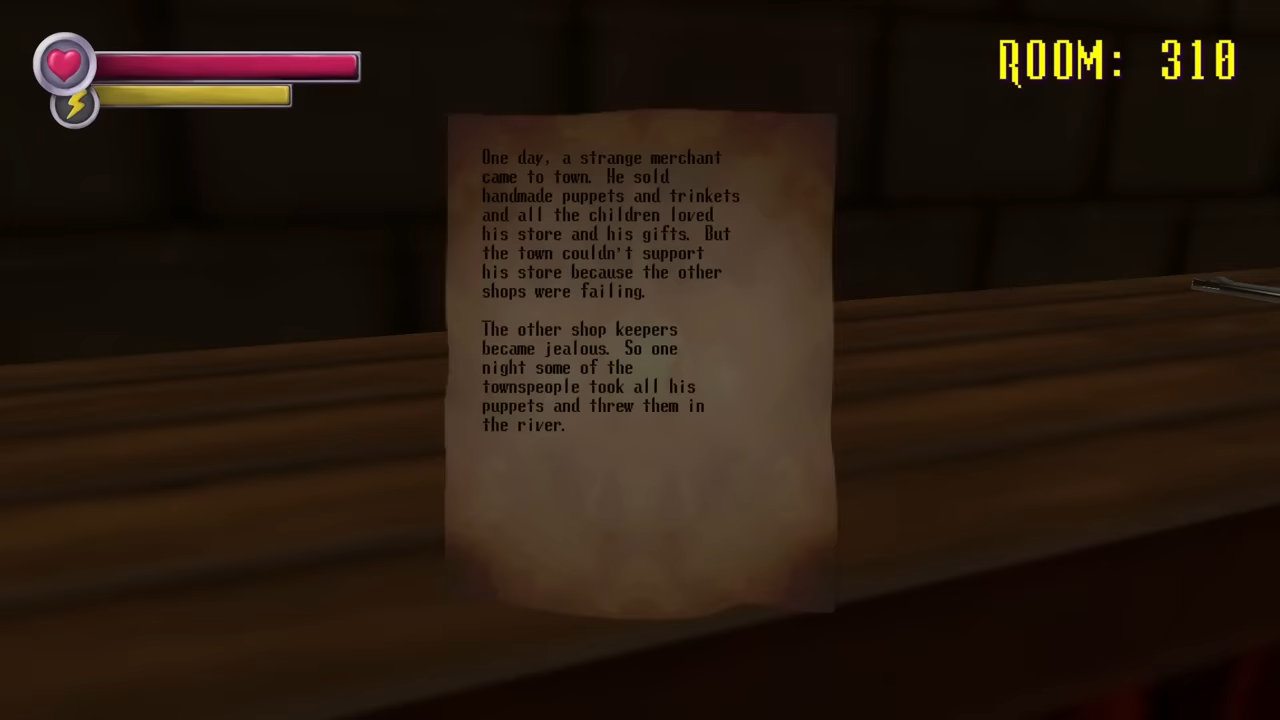 ROOM: 310
One day, a strange merchant
came to town. He sold
handmade puppets and trinkets
and all the children loved
his store and his gifts. But
the town couldn't support
his store because the other
shops were failing.
The other shop keepers
became jealous. So one
night some of the
townspeople took all his
puppets and threw them in
the river.